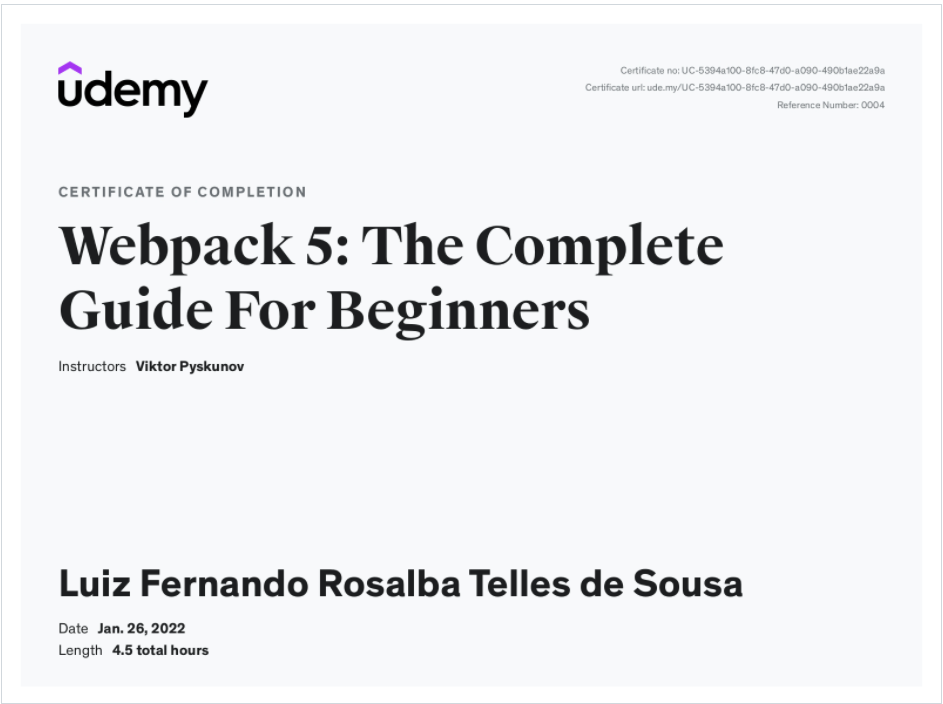 udemy
Certificate no: UC-5394a100-8fc8-47d0-a090-490b1ae22a9a
Certificate url: ude.my/UC-5394a100-8fc8-47d0-a090-490b1ae22a9a
Reference Number: 0004
CERTIFICATE OF COMPLETION
Webpack 5: The Complete
Guide For Beginners
Instructors Viktor Pyskunov
Luiz Fernando Rosalba Telles de Sousa
Date Jan. 26, 2022
Length 4.5 total hours